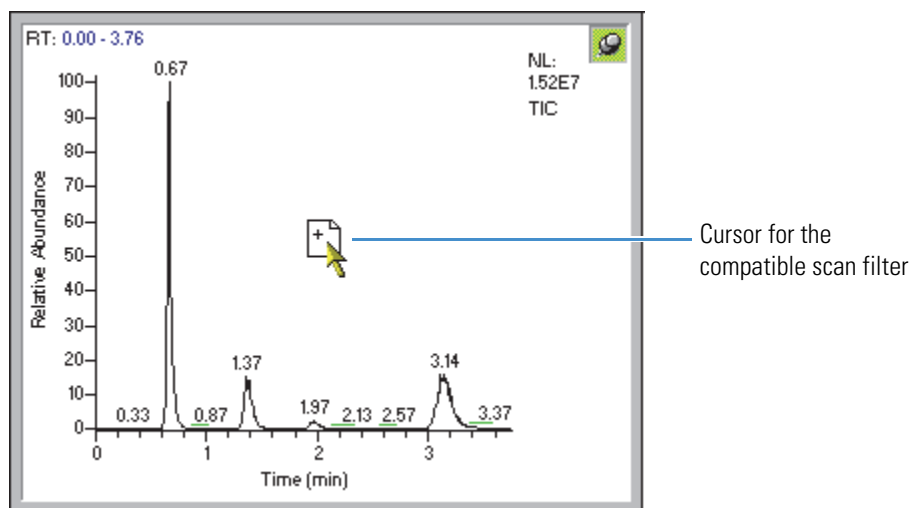 RT: 0.00 - 3.76
NL:
1.52E7
TIC
0.67
100
90
80
70
60
50
40
30
20
10
0
Relative Abundance
1.37
3.14
0.33
0.87
1.97
2.13
2.57
3.37
0 1 2 3
Time (min)
+
Cursor for the
compatible scan filter